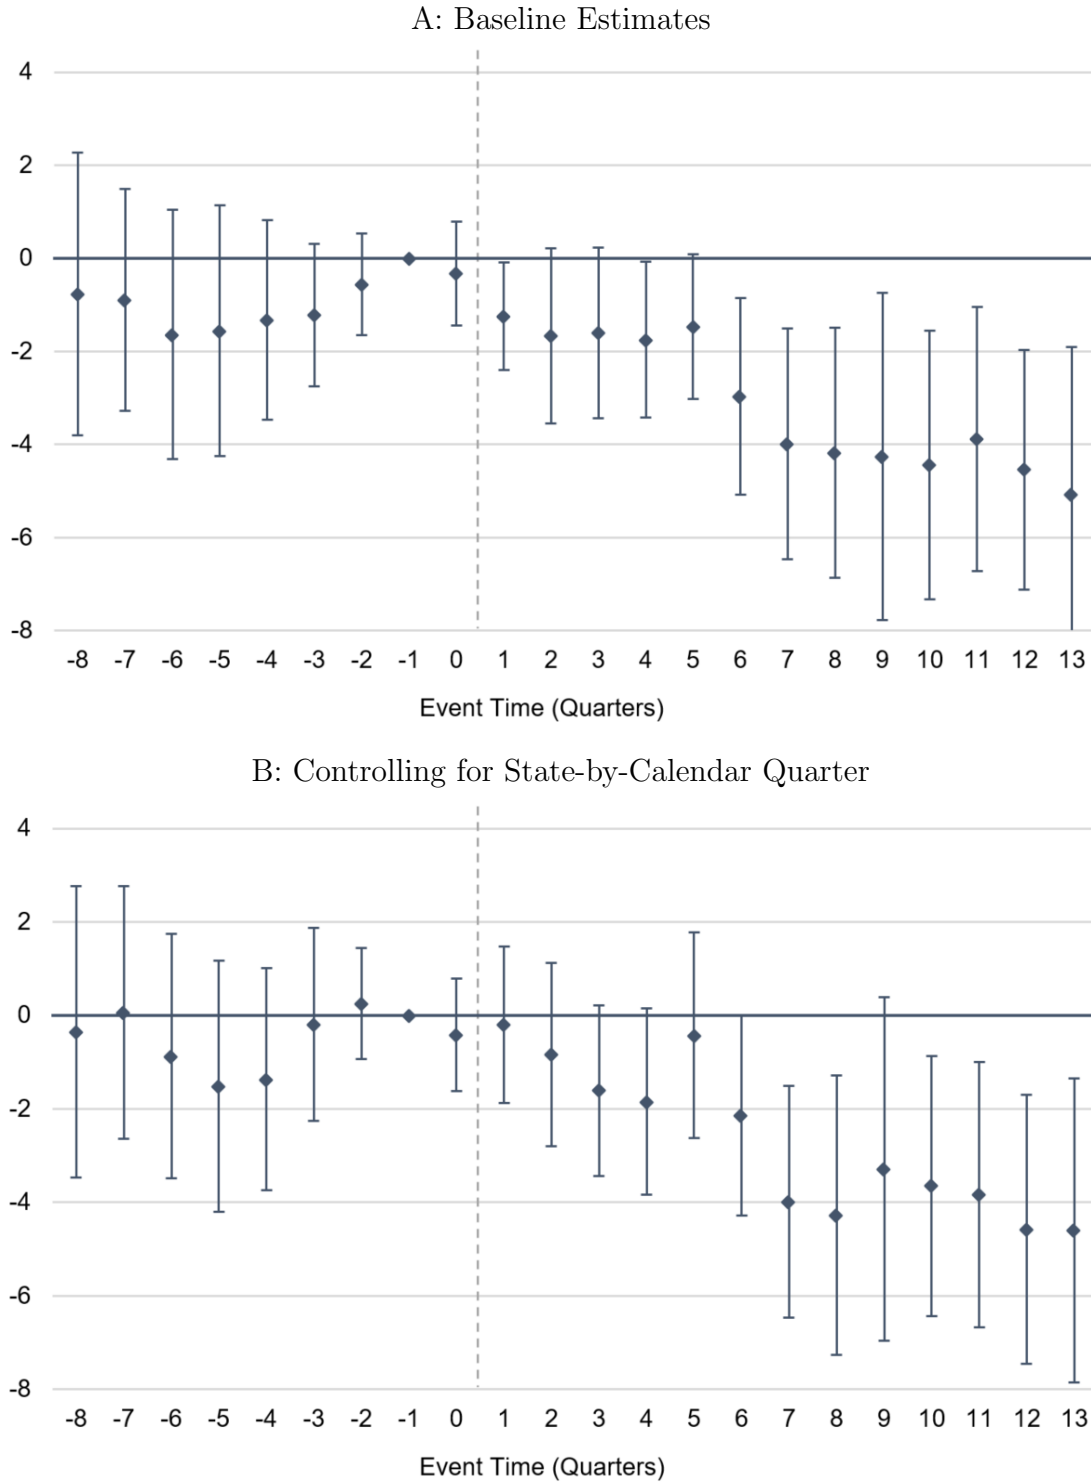 A: Baseline Estimates
4
2
0
-2
-4
-6
-8
-8 -7 -6 -5 -4 -3 -2 -1 0 1 2 3 4 5 6 7 8 9 10 11 12 13
Event Time (Quarters)
B: Controlling for State-by-Calendar Quarter
4
2
0
-2
-4
-6
-8
-8 -7 -6 -5 -4 -3 -2 -1 0 1 2 3 4 5 6 7 8 9 10 11 12 13
Event Time (Quarters)